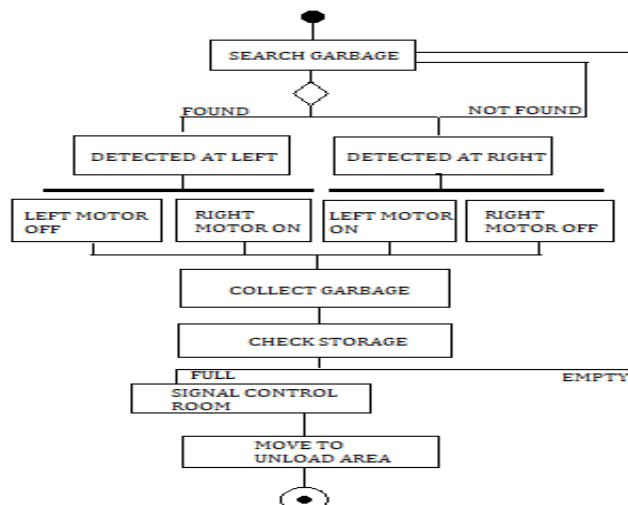 SEARCH GARBAGE
FOUND
NOT FOUND
DETECTED AT LEFT
DETECTED AT RIGHT
LEFT MOTOR
OFF
RIGHT
MOTOR ON
LEFT MOTOR
ON
RIGHT
MOTOR OFF
COLLECT GARBAGE
CHECK STORAGE
FULL
EMPTY
SIGNAL CONTROL
ROOM
MOVE TO
UNLOAD AREA